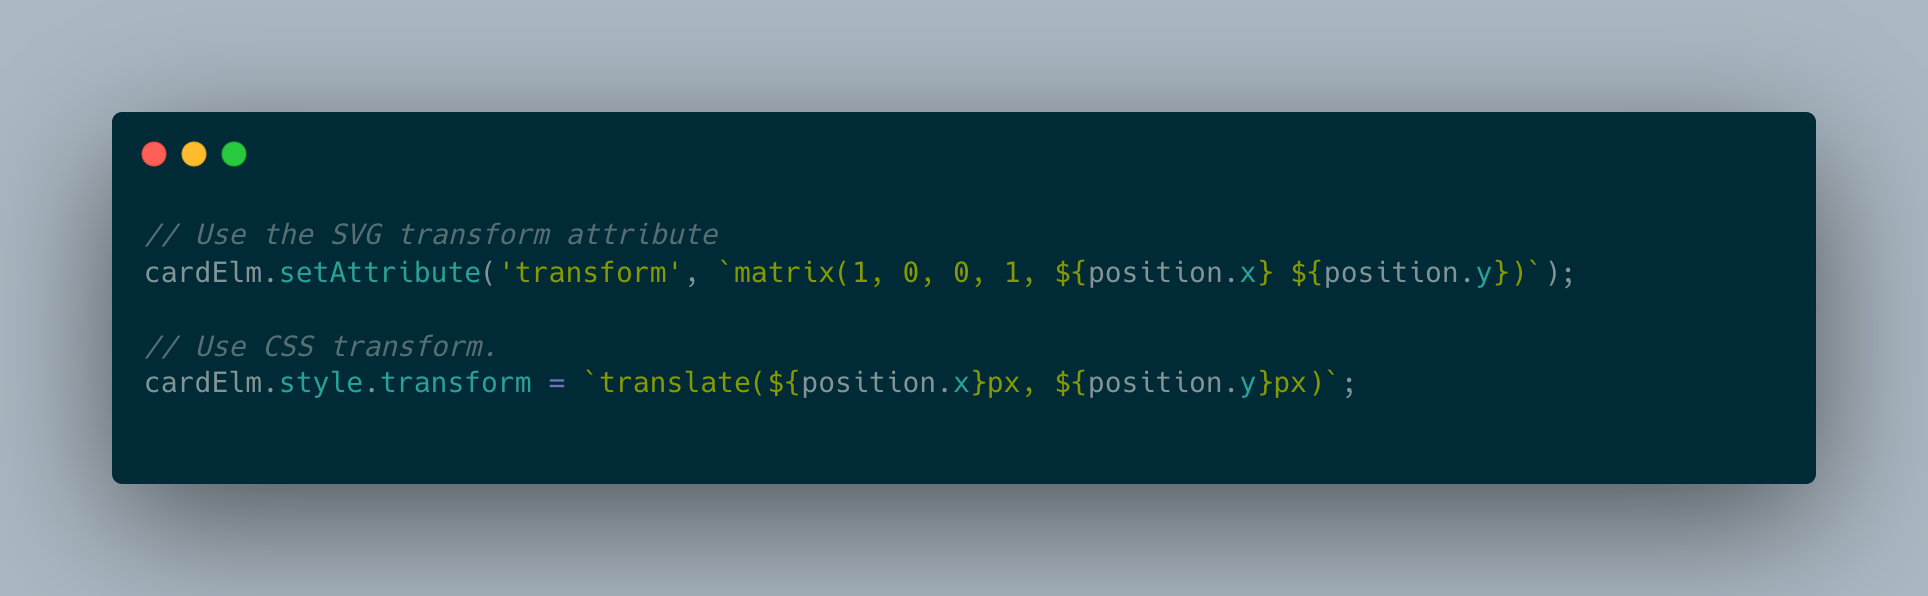 // Use the SVG transform attribute
cardElm.setAttribute('transform', `matrix(1, 0, 0, 1, ${position.x} ${position.y})`);
// Use CSS transform.
cardElm.style.transform = `translate(${position.x}px, ${position.y}px)`;